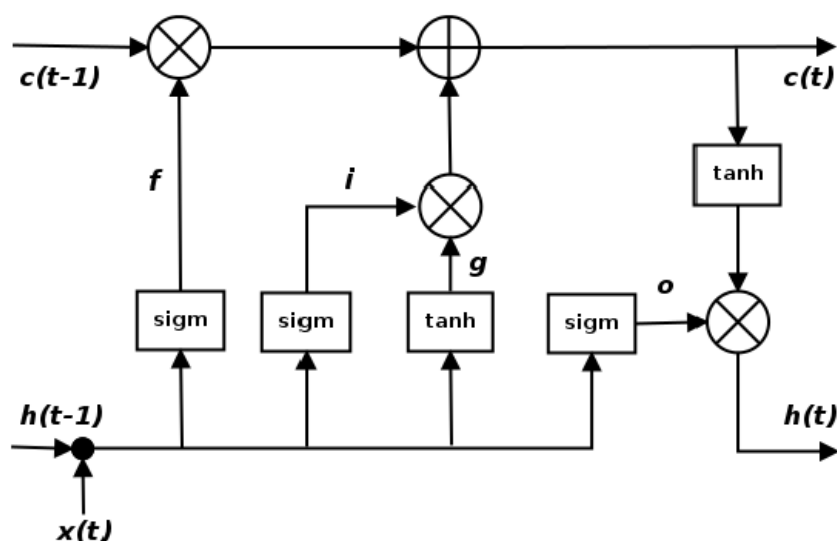 c(t-1)
c(t)
tanh
f
i
g
o
sigm
sigm
tanh
sigm
h(t-1)
h(t)
x(t)